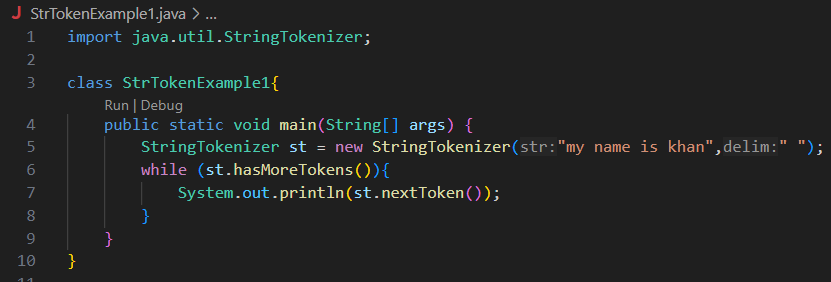 J StrTokenExample1.java > ...
1 import java.util.StringTokenizer;
2
3 class StrTokenExample1{
Run | Debug
4 public static void main(String[] args) {
5 StringTokenizer st = new StringTokenizer(str:"my name is khan",delim:" ");
6 while (st.hasMoreTokens()){
7 System.out.println(st.nextToken());
8 }
9 }
10 }